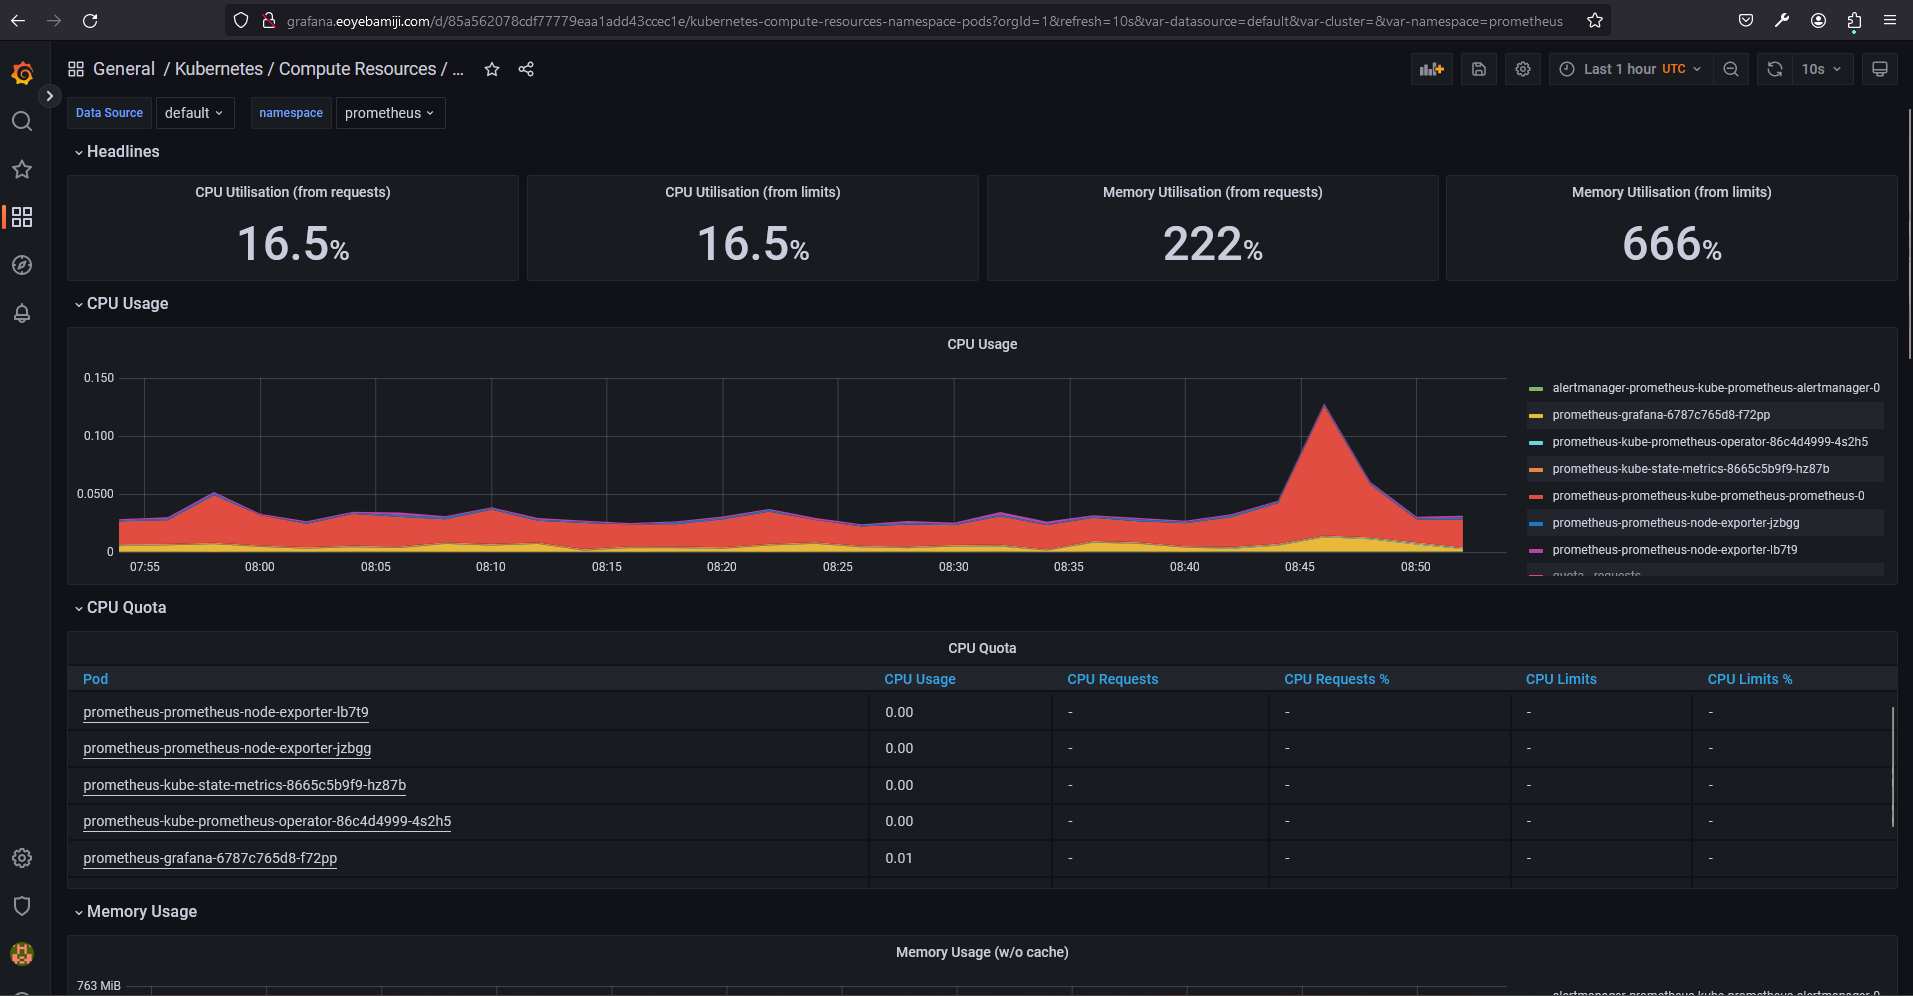 grafana.eoyebamiji.com/d/85a562078cdf77779eaa1add43ccec1e/kubernetes-compute-resources-namespace-pods?orgId=1&refresh=10s&var-datasource=default&var-cluster=&var-namespace=prometheus
General / Kubernetes / Compute Resources / ...
Last 1 hour UTC
10s
Data Source default namespace prometheus
Headlines
CPU Utilisation (from requests)
16.5%
CPU Utilisation (from limits)
16.5%
Memory Utilisation (from requests)
222%
Memory Utilisation (from limits)
666%
CPU Usage
CPU Usage
0.150
0.100
0.0500
0
07:55 08:00 08:05 08:10 08:15 08:20 08:25 08:30 08:35 08:40 08:45 08:50
alertmanager-prometheus-kube-prometheus-alertmanager-0
prometheus-grafana-6787c765d8-f72pp
prometheus-kube-prometheus-operator-86c4d4999-4s2h5
prometheus-kube-state-metrics-8665c5b9f9-hz87b
prometheus-prometheus-kube-prometheus-prometheus-0
prometheus-prometheus-node-exporter-jzbgg
prometheus-prometheus-node-exporter-lb7t9
quota - requests
CPU Quota
CPU Quota
Pod CPU Usage CPU Requests CPU Requests % CPU Limits CPU Limits %
prometheus-prometheus-node-exporter-lb7t9 0.00 - - - -
prometheus-prometheus-node-exporter-jzbgg 0.00 - - - -
prometheus-kube-state-metrics-8665c5b9f9-hz87b 0.00 - - - -
prometheus-kube-prometheus-operator-86c4d4999-4s2h5 0.00 - - - -
prometheus-grafana-6787c765d8-f72pp 0.01 - - - -
Memory Usage
Memory Usage (w/o cache)
763 MiB
alertmanager-prometheus-kube-prometheus-alertmanager-0